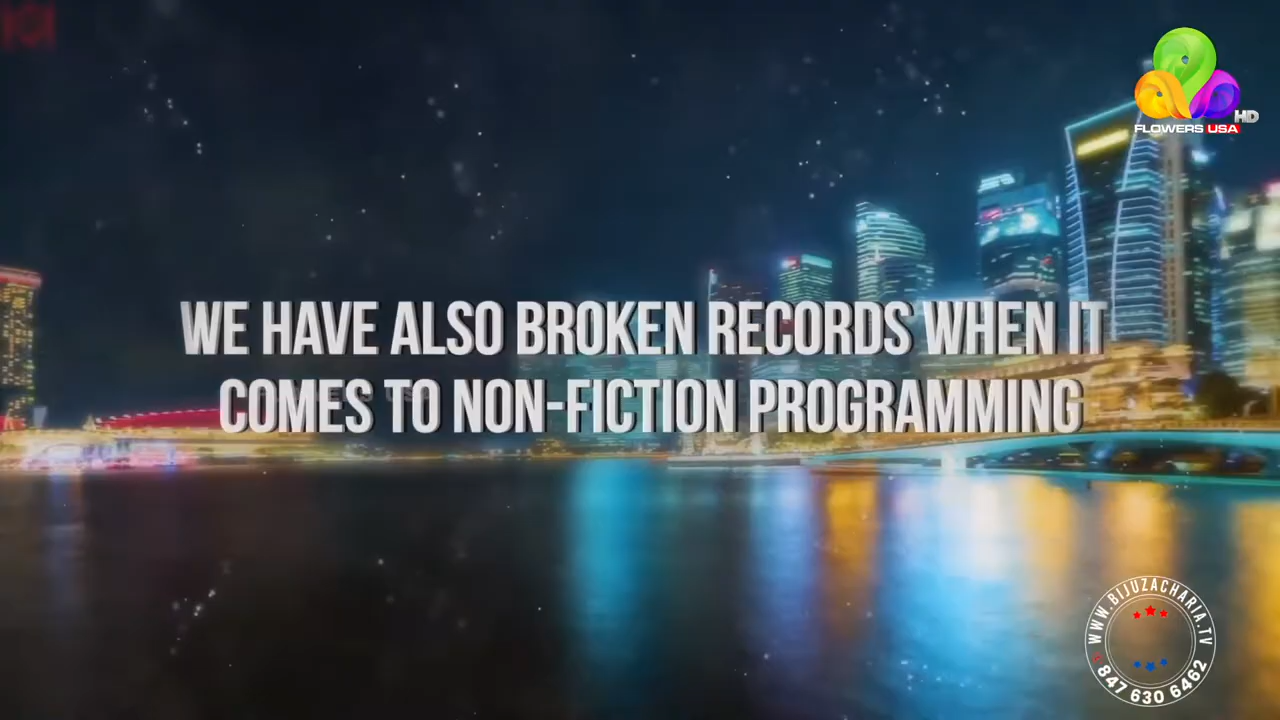 FLOWERS USA HD
WE HAVE ALSO BROKEN RECORDS WHEN IT
COMES TO NON-FICTION PROGRAMMING
WWW.BIJUZACHARIA.TV
847 630 6462